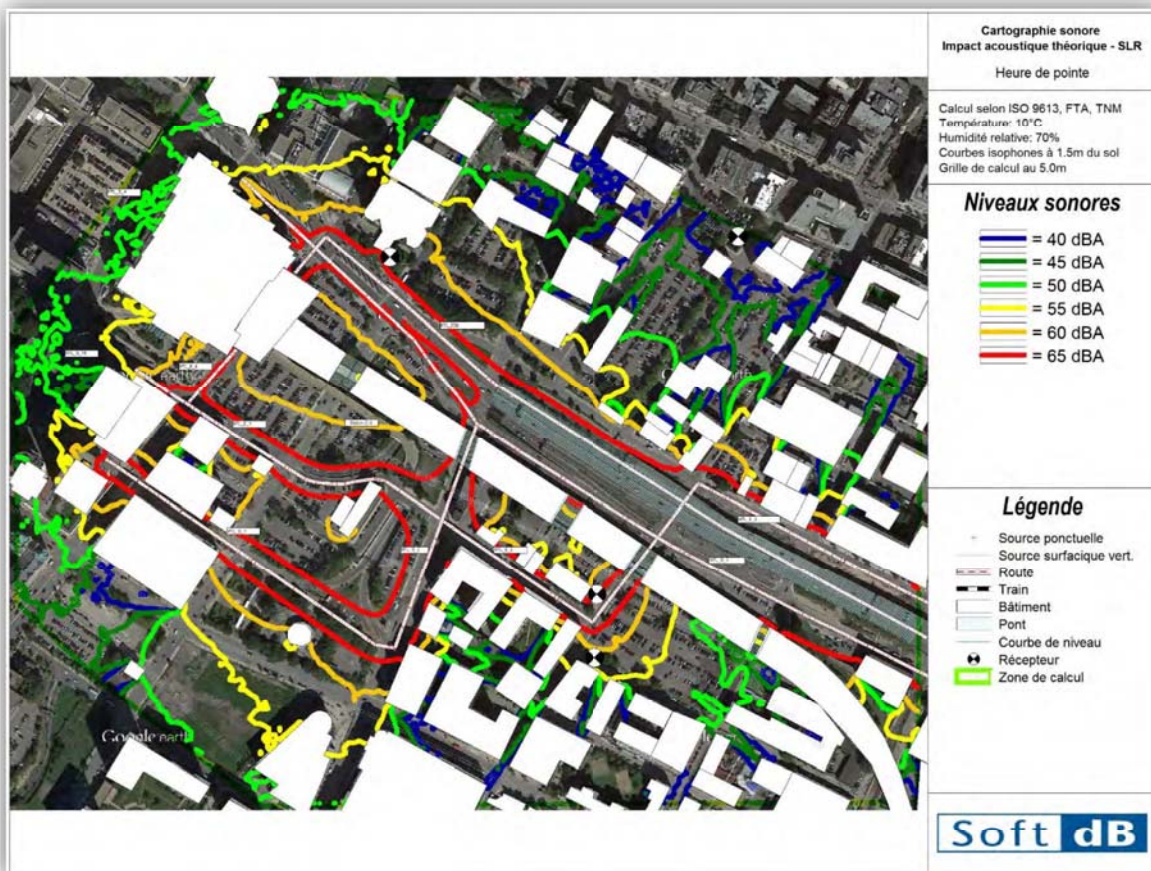 Cartographie sonore
Impact acoustique théorique - SLR
Heure de pointe
Calcul selon ISO 9613, FTA, TNM
Température: 10°C
Humidité relative: 70%
Courbes isophones à 1.5m du sol
Grille de calcul au 5.0m
Niveaux sonores
= 40 dBA
= 45 dBA
= 50 dBA
= 55 dBA
= 60 dBA
= 65 dBA
Légende
Source ponctuelle
Source surfacique vert.
Route
Train
Bâtiment
Pont
Courbe de niveau
Récepteur
Zone de calcul
Google earth
Soft dB